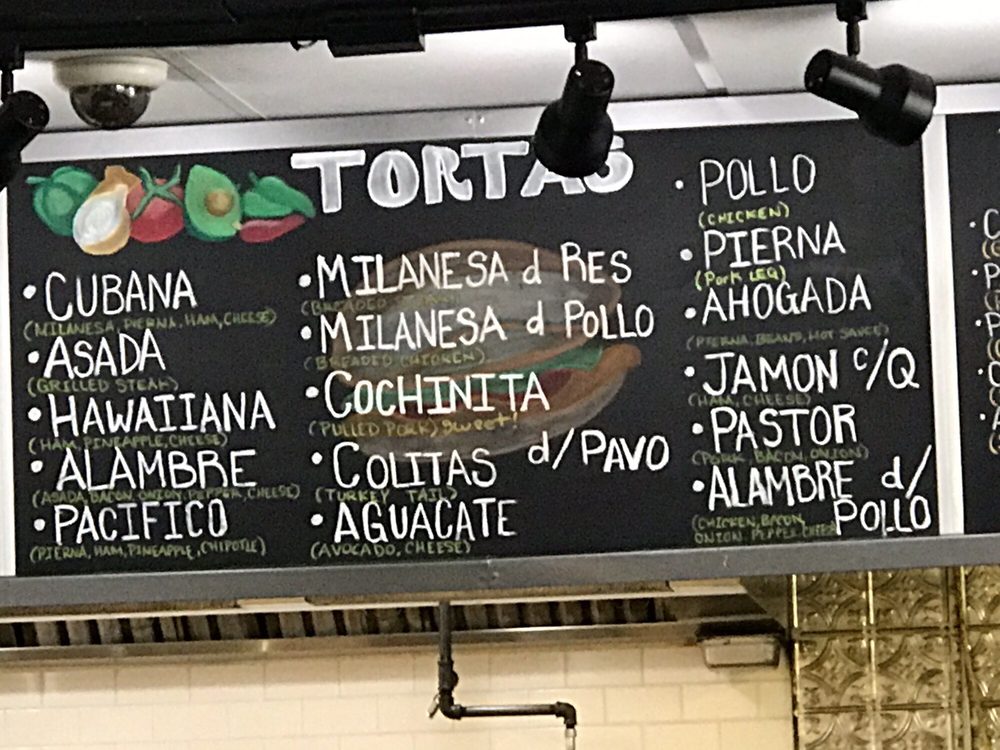 TORTAS
• CUBANA
(MILANESA, PIERNA, HAM, CHEESE)
• ASADA
(GRILLED STEAK)
• HAWAIIANA
(HAM, PINEAPPLE, CHEESE)
• ALAMBRE
(ASADA, BACON, ONION, PEPPER, CHEESE)
• PACIFICO
(PIERNA, HAM, PINEAPPLE, CHIPOTLE)
• MILANESA d RES
(BREADED
• MILANESA d POLLO
(BREADED CHICKEN)
• COCHINITA
(PULLED PORK) Sweet!
• COLITAS d/PAVO
(TURKEY TAIL)
• AGUACATE
(AVOCADO, CHEESE)
• POLLO
(CHICKEN)
• PIERNA
(Pork LEG)
• AHOGADA
(PIERNA, BEANS, HOT SAUCE)
• JAMON c/Q
(HAM, CHEESE)
• PASTOR
(PORK, BACON, ONION)
• ALAMBRE d/
POLLO
(CHICKEN, BACON,
ONION, PEPPER, CHEESE